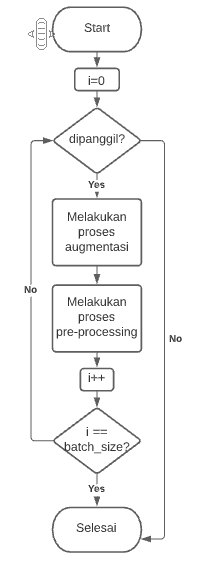 Start
i=0
dipanggil?
Yes
Melakukan
proses
augmentasi
Melakukan
proses
pre-processing
No
No
i++
i ==
batch_size?
Yes
Selesai